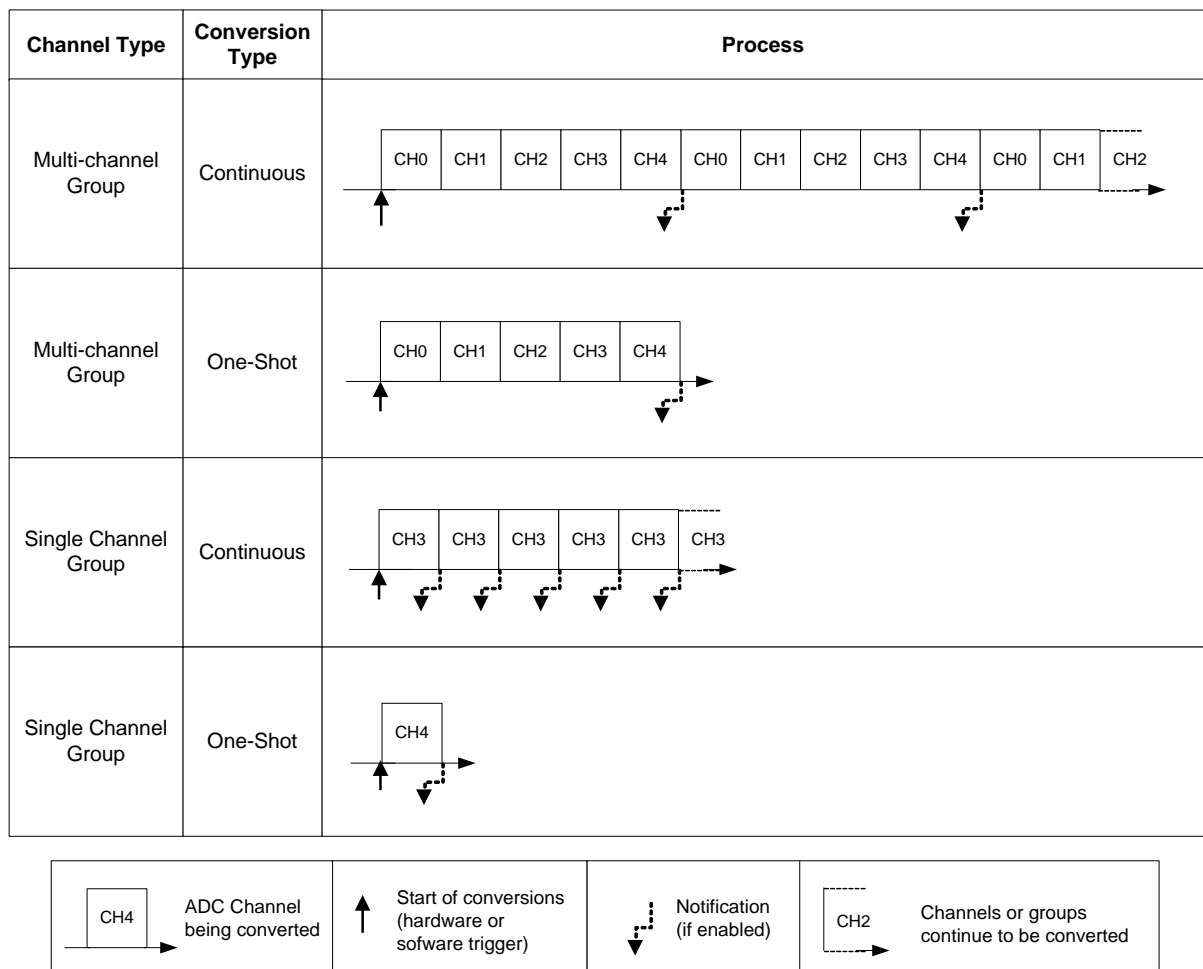 Channel Type
Conversion
Type
Process
Multi-channel
Group
Continuous
CH0 CH1 CH2 CH3 CH4 CH0 CH1 CH2 CH3 CH4 CH0 CH1 CH2
Multi-channel
Group
One-Shot
CH0 CH1 CH2 CH3 CH4
Single Channel
Group
Continuous
CH3 CH3 CH3 CH3 CH3 CH3
Single Channel
Group
One-Shot
CH4
CH4
ADC Channel
being converted
Start of conversions
(hardware or
sofware trigger)
Notification
(if enabled)
CH2
Channels or groups
continue to be converted